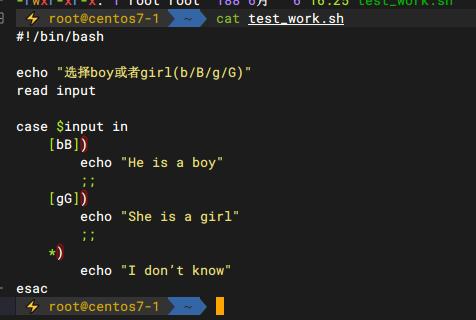 -rwxr-xr-x. 1 root root 188 6月 6 16:25 test_work.sh
root@centos7-1 ~ cat test_work.sh
#!/bin/bash
echo "选择boy或者girl(b/B/g/G)"
read input
case $input in
[bB])
echo "He is a boy"
;;
[gG])
echo "She is a girl"
;;
*)
echo "I don’t know"
esac
root@centos7-1 ~